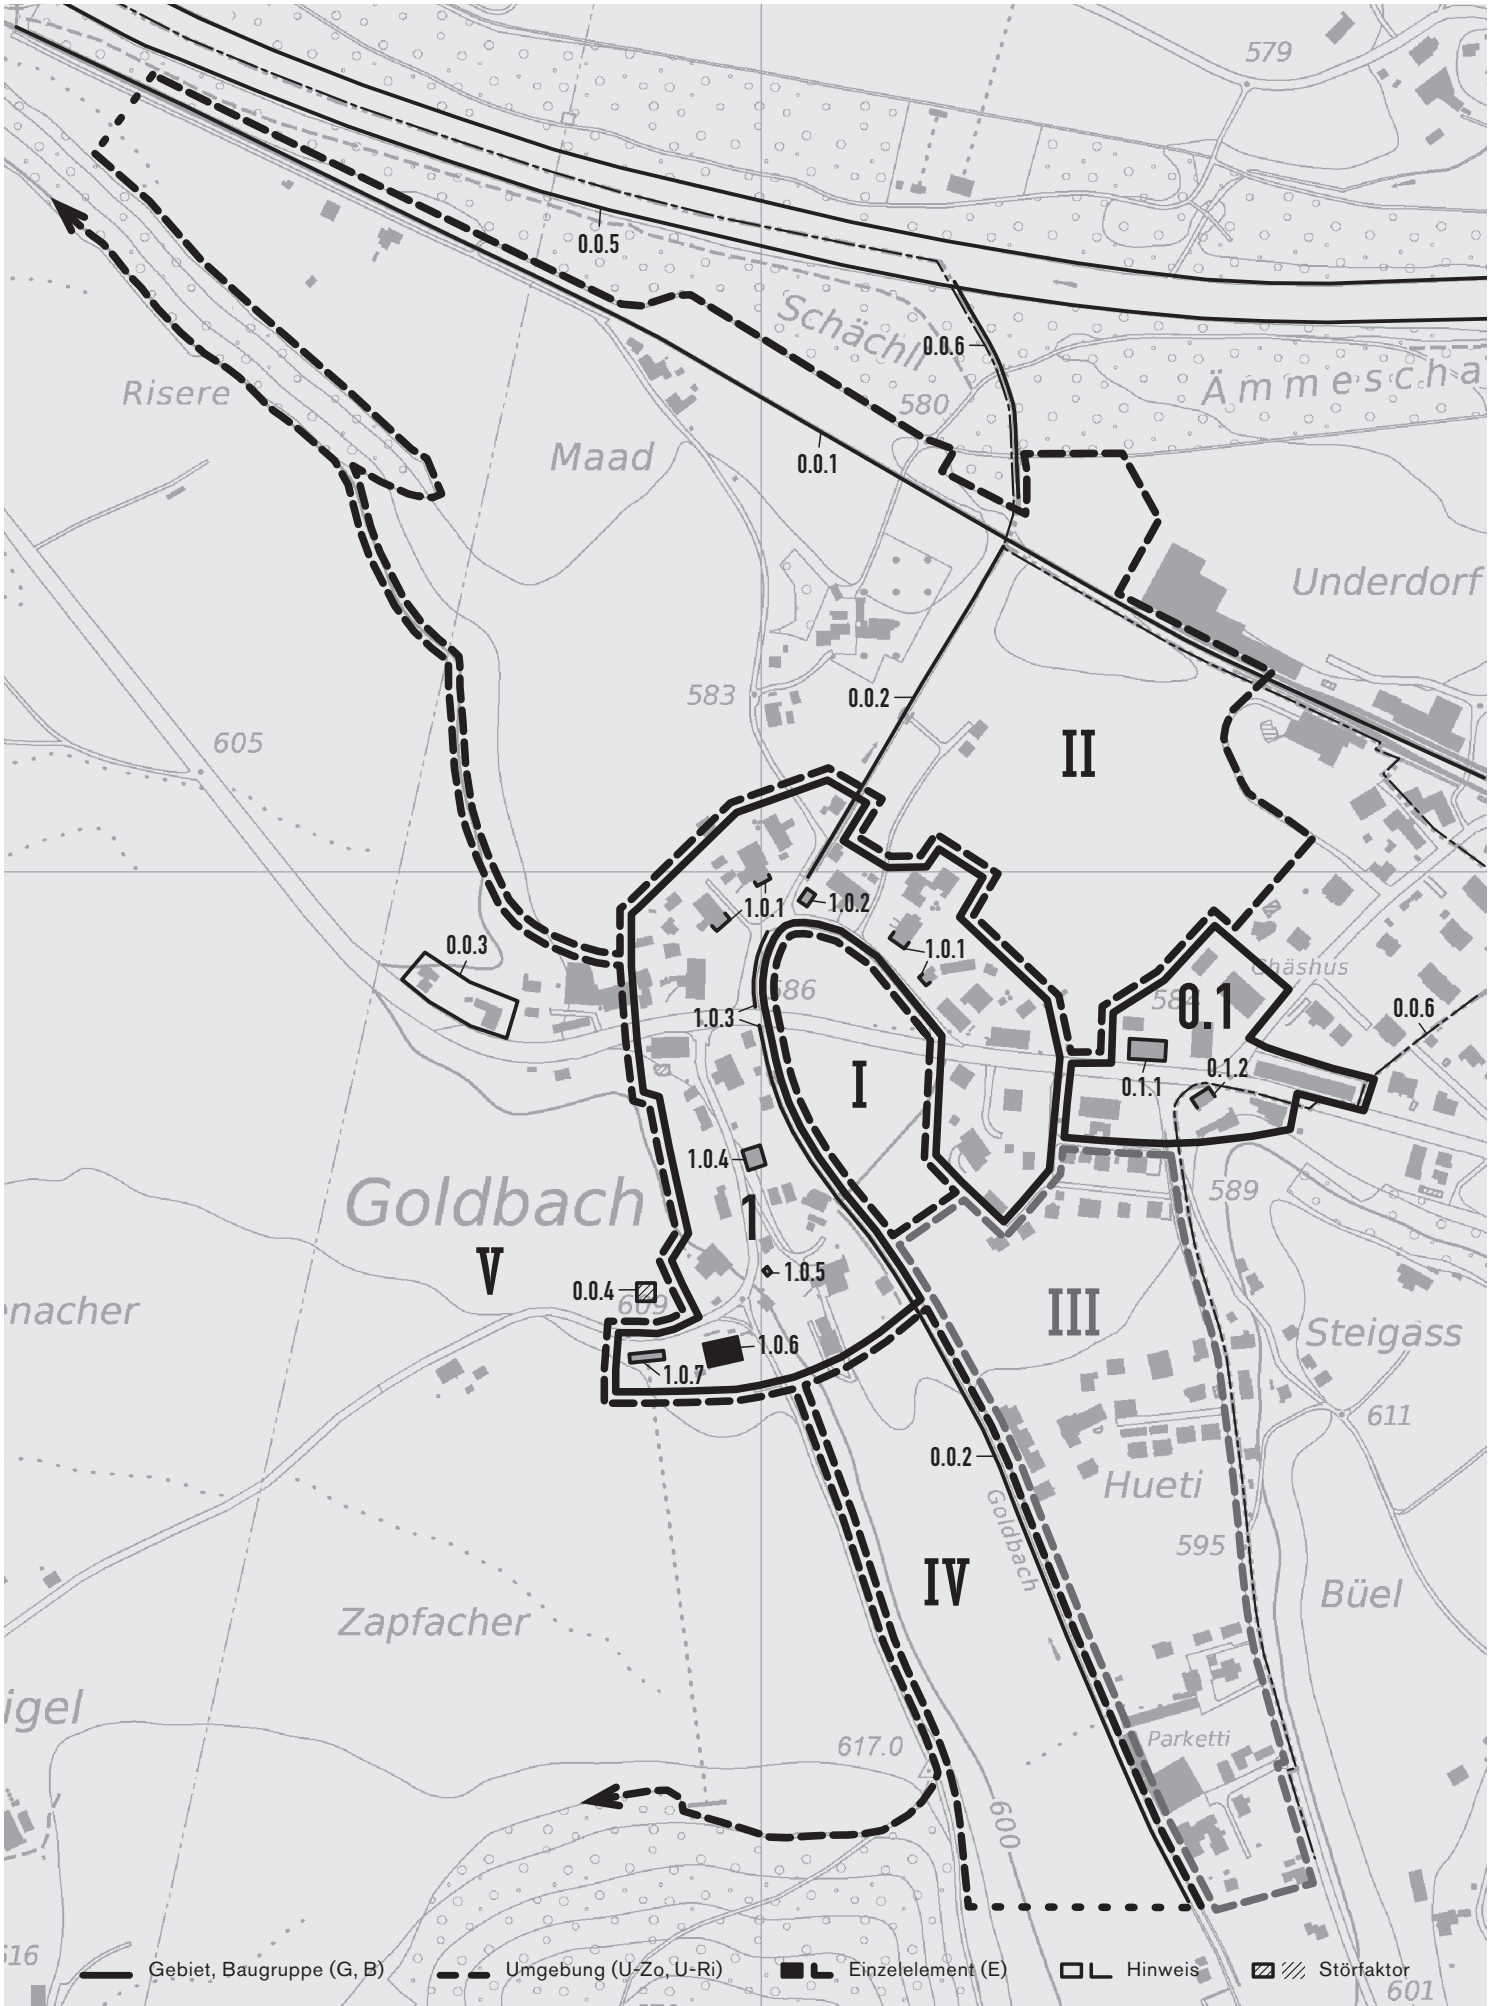 579
0.0.5
Schächli
0.0.6
Ämmescha
Risere
580
Maad
0.0.1
Underdorf
583
0.0.2
605
II
0.0.3
1.0.1
1.0.2
1.0.1
Chäshus
586
584
0.1
0.0.6
1.0.3
I
0.1.1
0.1.2
1.0.4
Goldbach
1
589
V
1.0.5
0.0.4
609
III
enacher
Steigass
1.0.6
1.0.7
611
0.0.2
Hueti
Goldbach
595
IV
Büel
Zapfacher
igel
617.0
Parketti
600
616
Gebiet, Baugruppe (G, B)
Umgebung (U-Zo, U-Ri)
Einzelelement (E)
Hinweis
Störfaktor
601